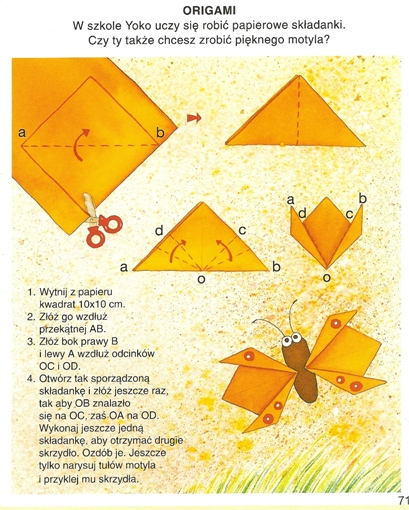 ORIGAMI
W szkole Yoko uczy się robić papierowe składanki.
Czy ty także chcesz zrobić pięknego motyla?
a
b
d
c
a
b
o
a
b
d
c
o
1. Wytnij z papieru
kwadrat 10x10 cm.
2. Złóż go wzdłuż
przekątnej AB.
3. Złóż bok prawy B
i lewy A wzdłuż odcinków
OC i OD.
4. Otwórz tak sporządzoną
składankę i złóż jeszcze raz,
tak aby OB znalazło
się na OC, zaś OA na OD.
Wykonaj jeszcze jedną
składankę, aby otrzymać drugie
skrzydło. Ozdób je. Jeszcze
tylko narysuj tułów motyla
i przyklej mu skrzydła.
71